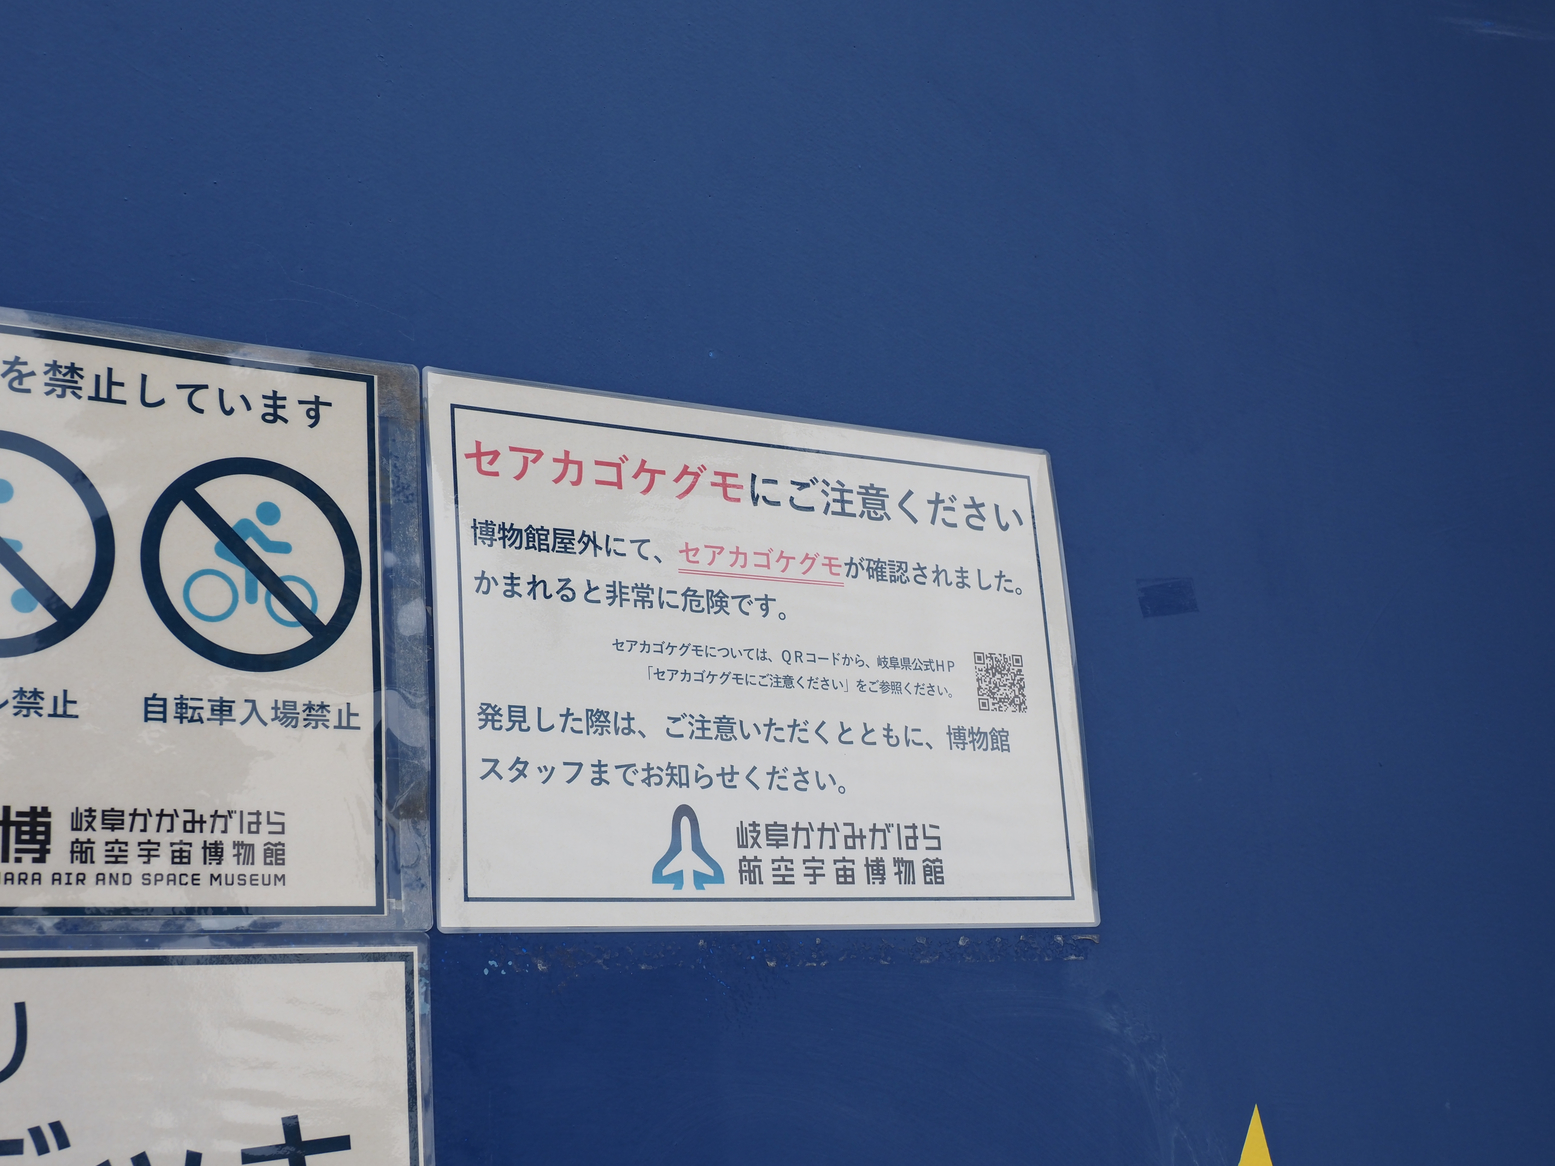 を禁止しています
禁止
自転車入場禁止
博
岐阜かかみがはら
航空宇宙博物館
HARA AIR AND SPACE MUSEUM
セアカゴケグモにご注意ください
博物館屋外にて、セアカゴケグモが確認されました。
かまれると非常に危険です。
セアカゴケグモについては、QRコードから、岐阜県公式HP
「セアカゴケグモにご注意ください」をご参照ください。
発見した際は、ご注意いただくとともに、博物館
スタッフまでお知らせください。
岐阜かかみがはら
航空宇宙博物館